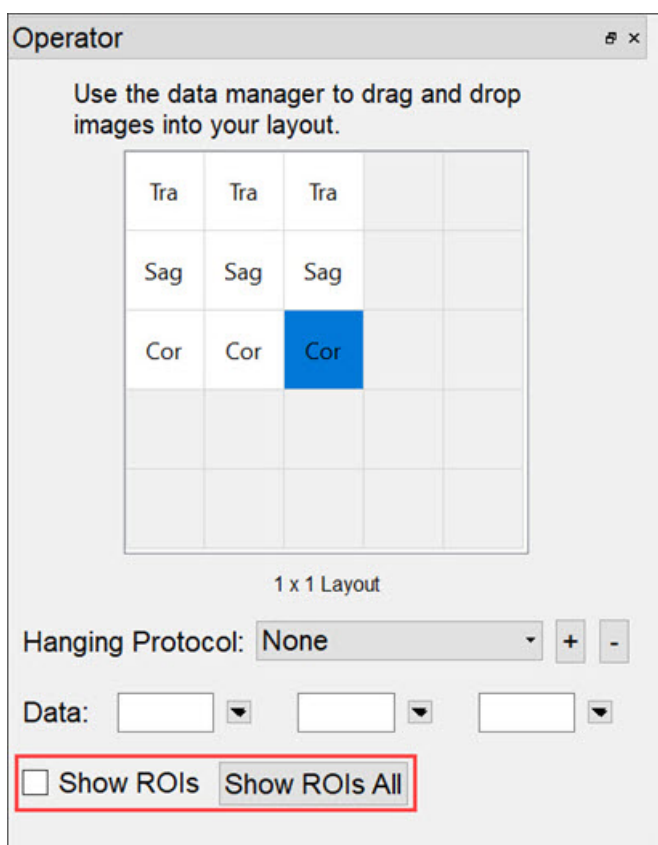 Operator
Use the data manager to drag and drop
images into your layout.
Tra Tra Tra
Sag Sag Sag
Cor Cor Cor
1 x 1 Layout
Hanging Protocol: None + -
Data:
Show ROIs Show ROIs All